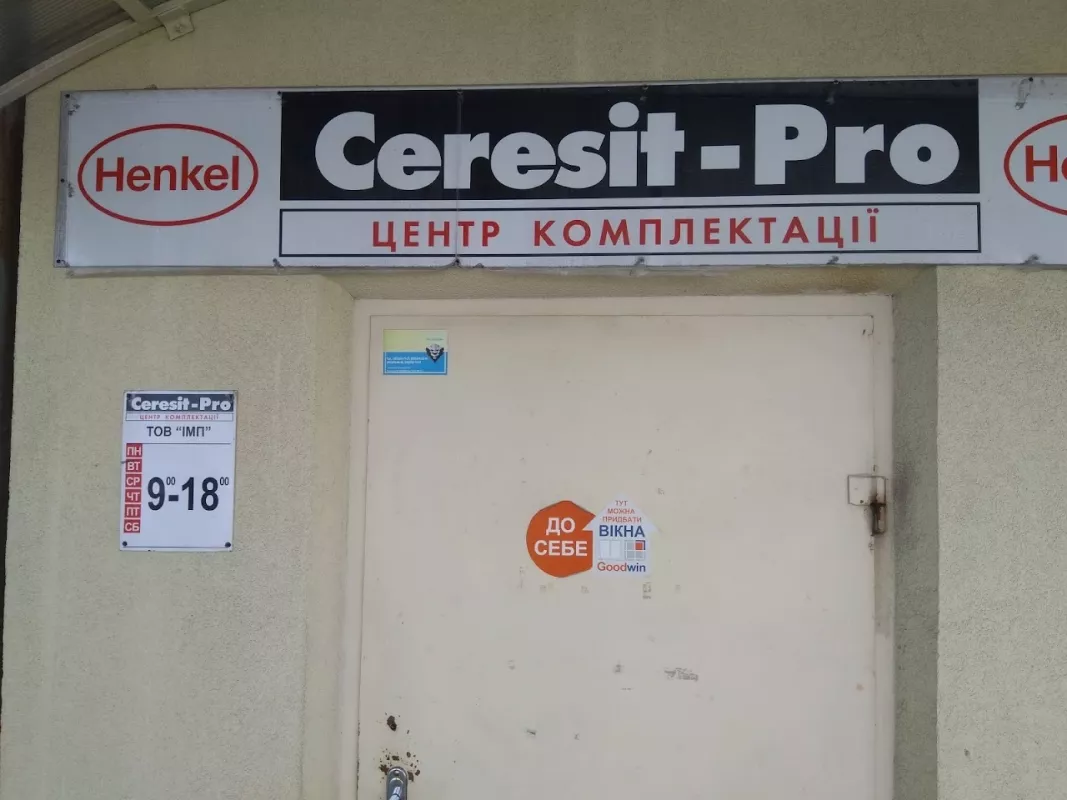 Henkel
Ceresit-Pro
ЦЕНТР КОМПЛЕКТАЦІЇ
Ceresit-Pro
ЦЕНТР КОМПЛЕКТАЦІЇ
ТОВ "ІМП"
ПН
ВТ
СР
ЧТ
ПТ
СБ
9⁰⁰-18⁰⁰
ДО
СЕБЕ
ТУТ
МОЖНА
ПРИДБАТИ
ВІКНА
Goodwin